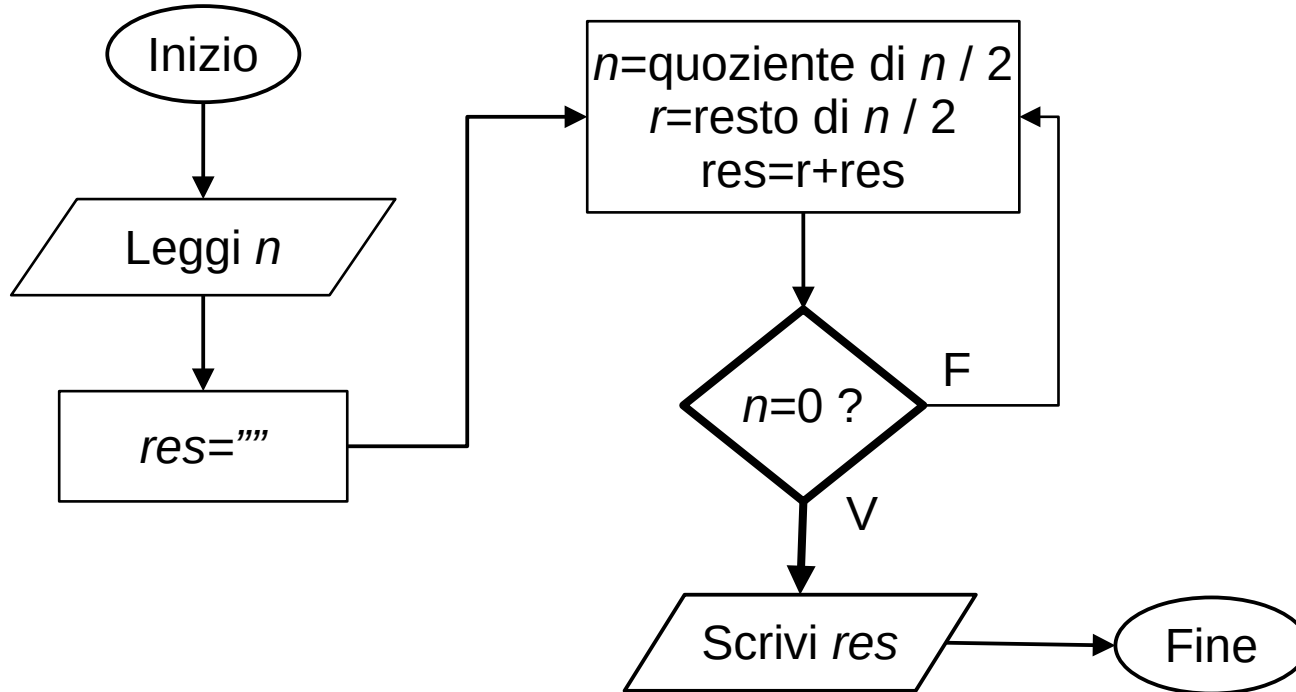 Inizio
Leggi n
res=””
n=quoziente di n / 2
r=resto di n / 2
res=r+res
n=0 ?
F
V
Scrivi res
Fine